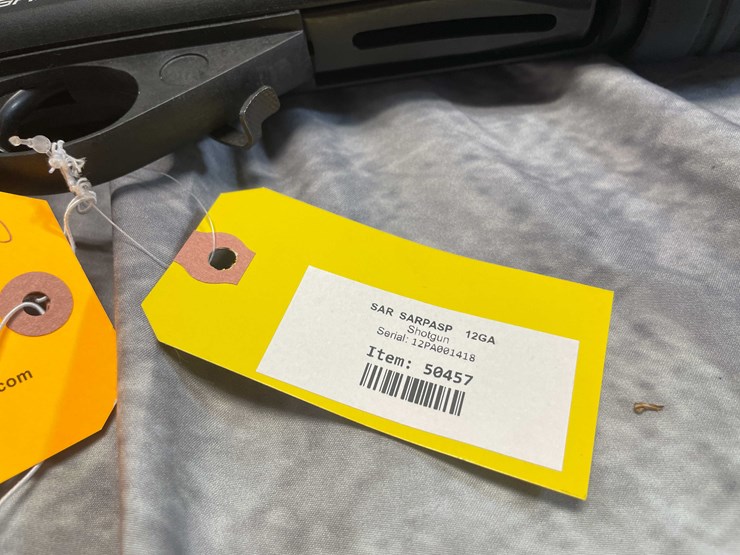 SAR SARPASP 12GA
Shotgun
Serial: 12PA001418
Item: 50457
com